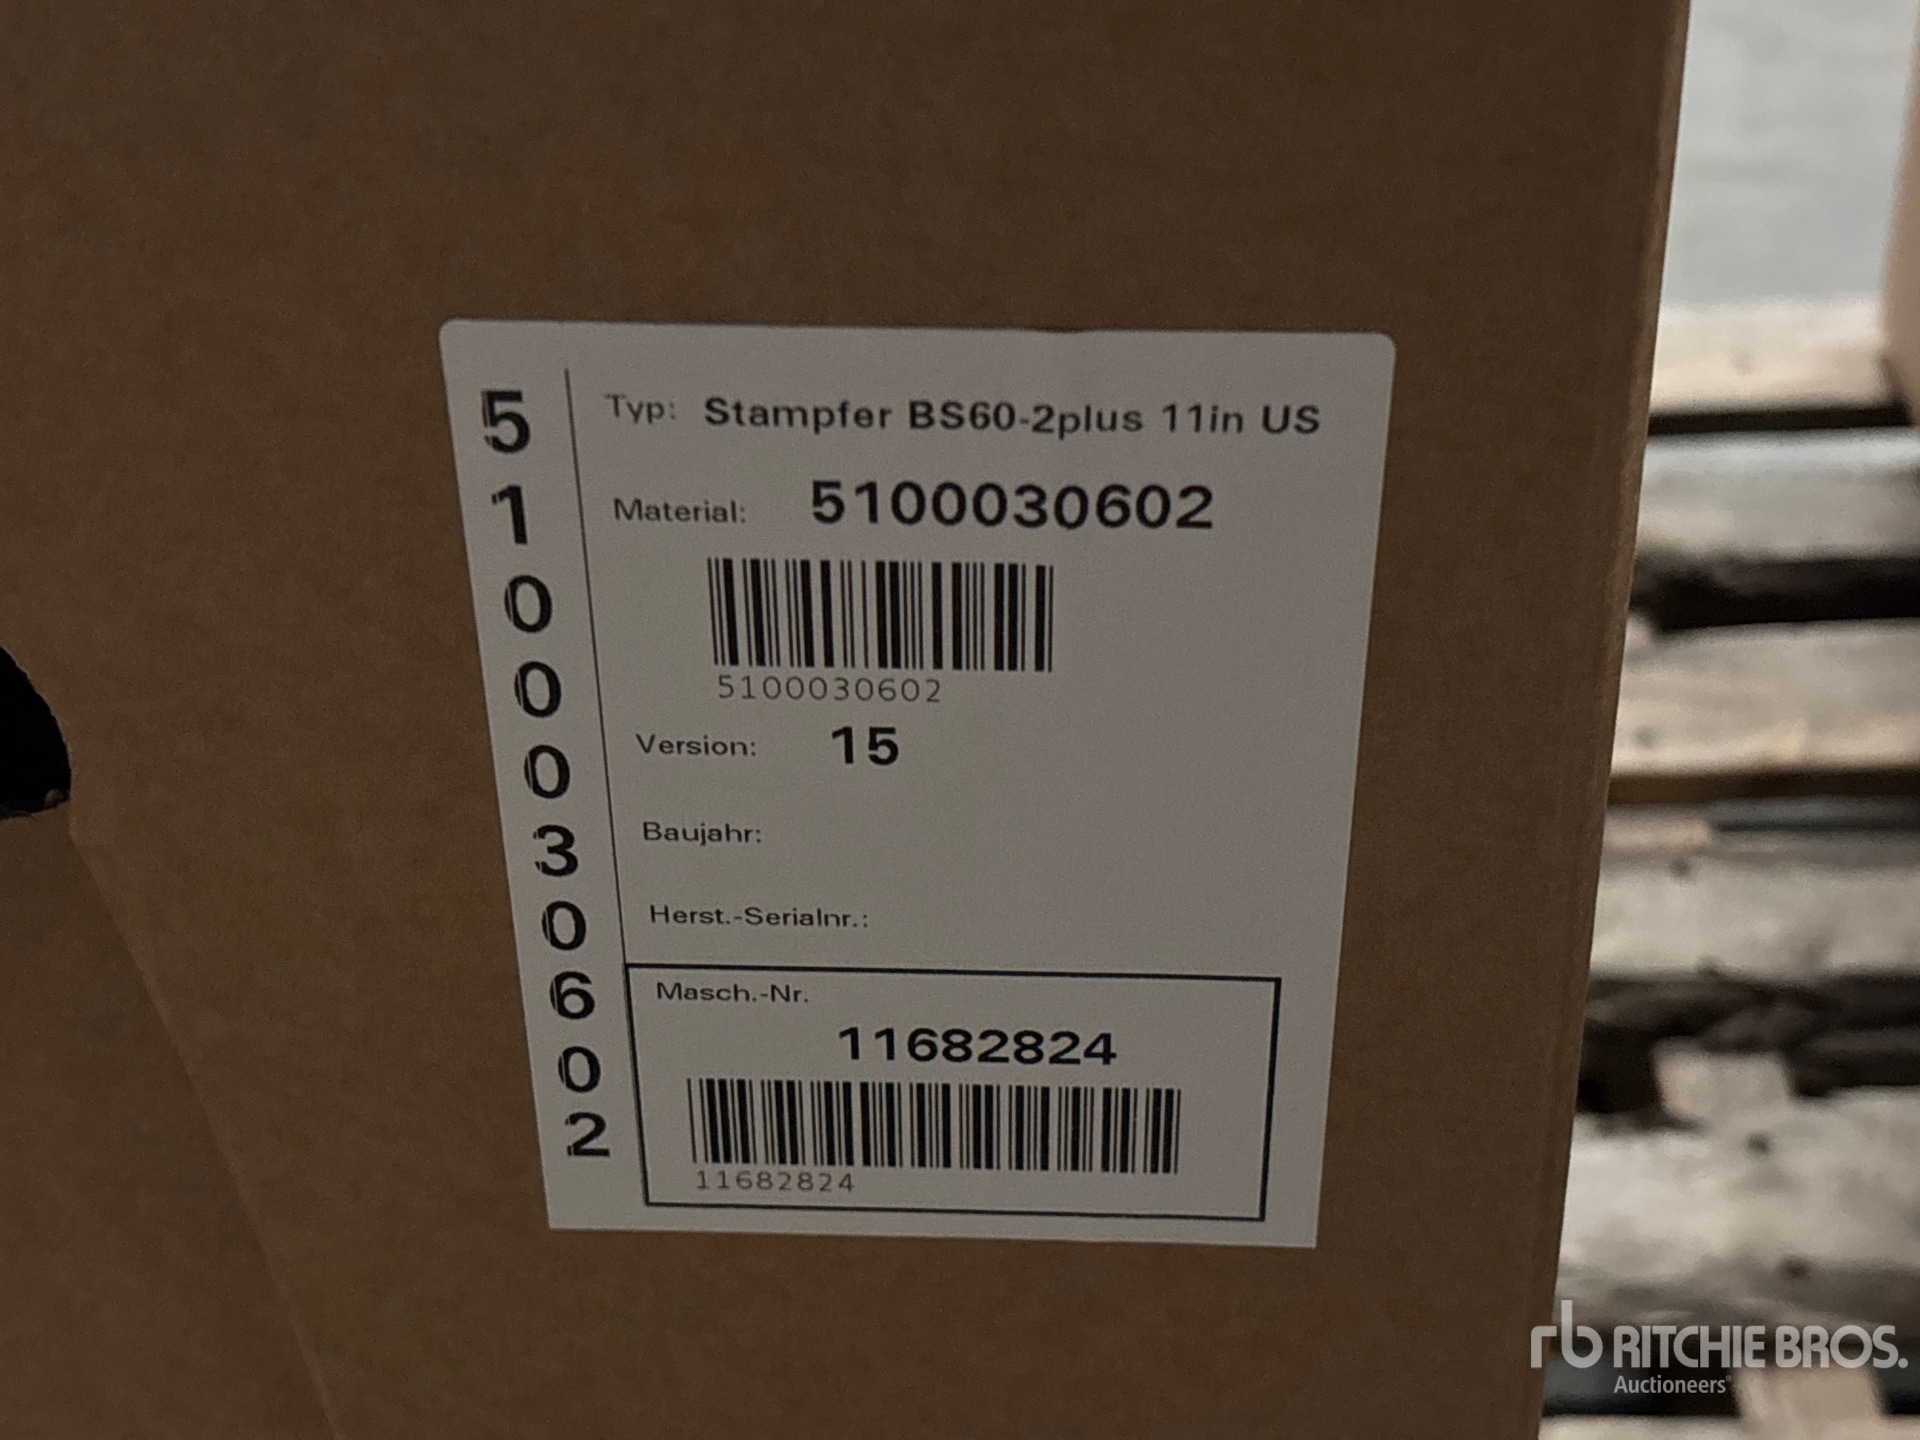 5100030602
Typ: Stampfer BS60-2plus 11in US
Material: 5100030602
5100030602
Version: 15
Baujahr:
Herst.-Serialnr.:
Masch.-Nr.
11682824
11682824
rb RITCHIE BROS.
Auctioneers